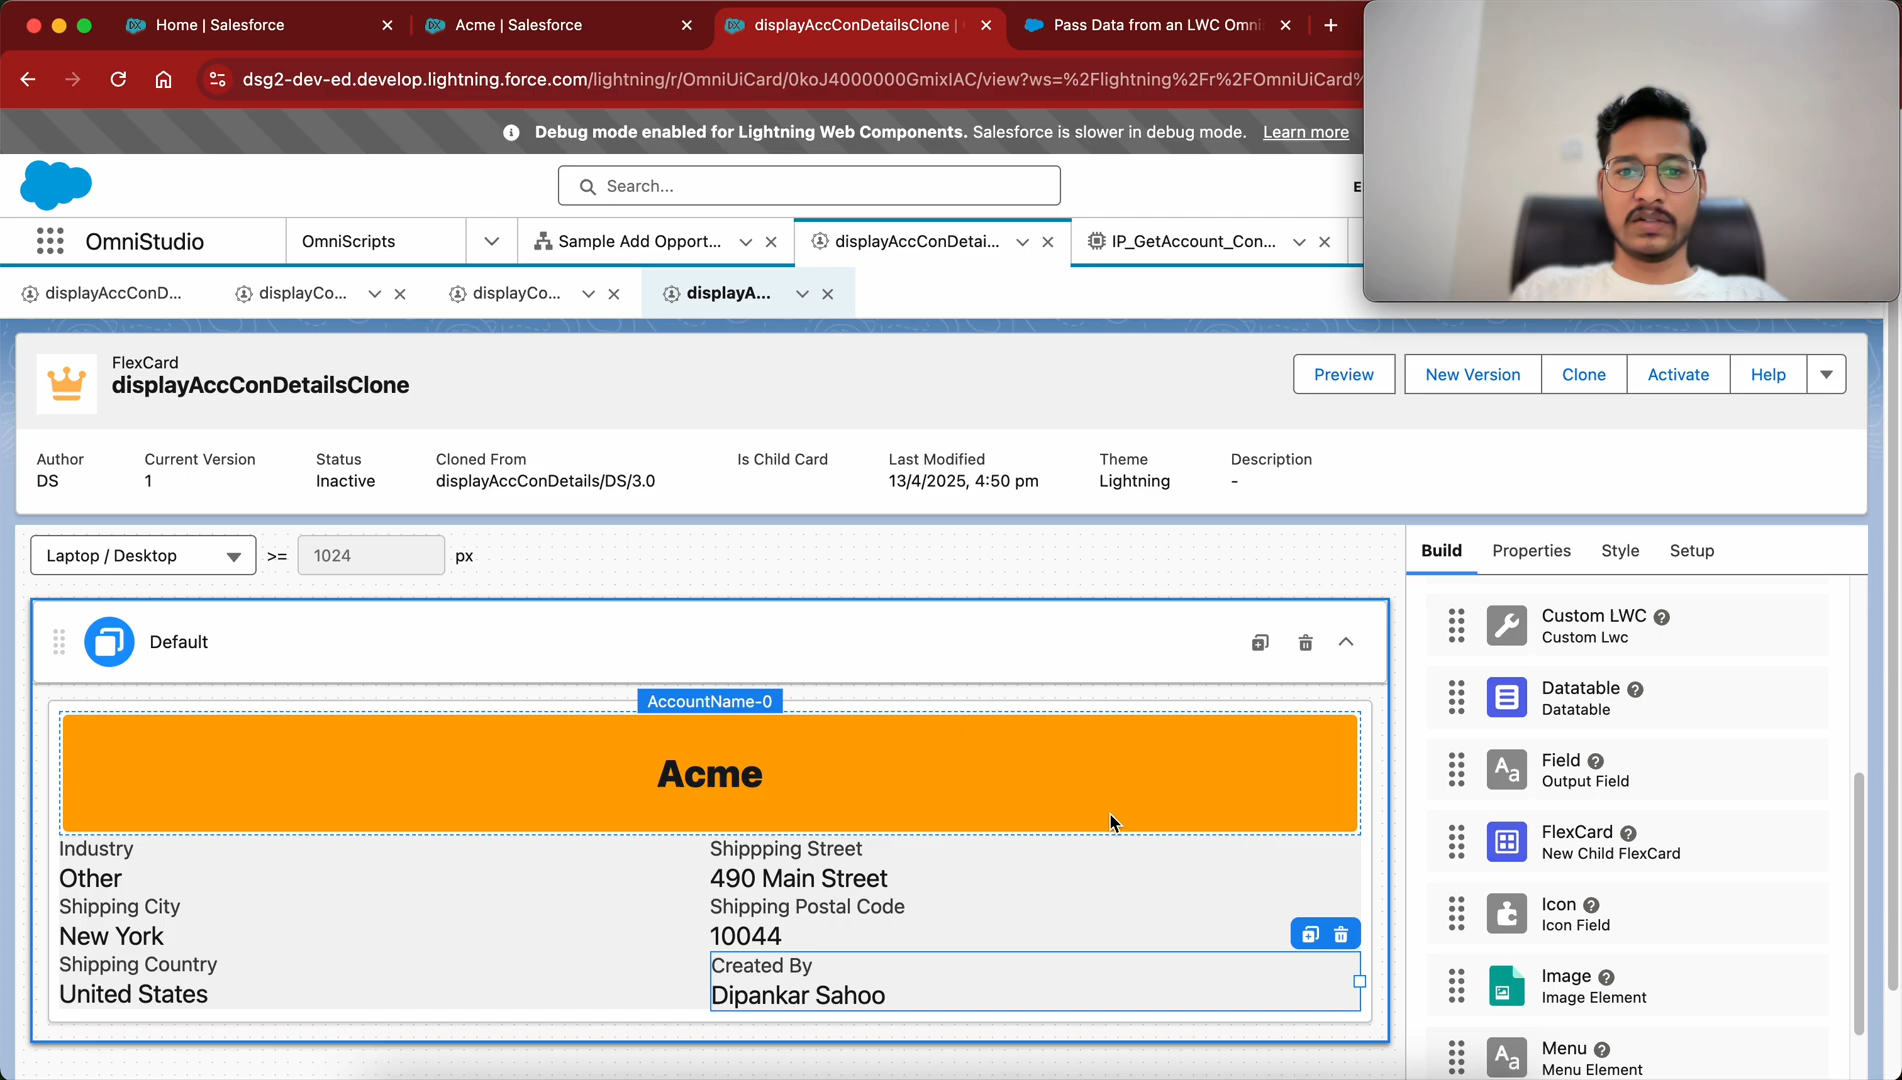 Home | Salesforce
Acme | Salesforce
displayAccConDetailsClone |
Pass Data from an LWC Omni
dsg2-dev-ed.develop.lightning.force.com/lightning/r/OmniUiCard/0koJ4000000GmixIAC/view?ws=%2Flightning%2Fr%2FOmniUiCard%
Debug mode enabled for Lightning Web Components. Salesforce is slower in debug mode. Learn more
Search...
E
OmniStudio
OmniScripts
Sample Add Opport...
displayAccConDetai...
IP_GetAccount_Con...
displayAccConD...
displayCo...
displayCo...
displayA...
FlexCard
displayAccConDetailsClone
Preview
New Version
Clone
Activate
Help
Author
DS
Current Version
1
Status
Inactive
Cloned From
displayAccConDetails/DS/3.0
Is Child Card
Last Modified
13/4/2025, 4:50 pm
Theme
Lightning
Description
-
Laptop / Desktop
>=
1024
px
Default
AccountName-0
Acme
Industry
Other
Shippping Street
490 Main Street
Shipping City
New York
Shipping Postal Code
10044
Shipping Country
United States
Created By
Dipankar Sahoo
Build
Properties
Style
Setup
Custom LWC
Custom Lwc
Datatable
Datatable
Aa
Field
Output Field
FlexCard
New Child FlexCard
Icon
Icon Field
Image
Image Element
Aa
Menu
Menu Element